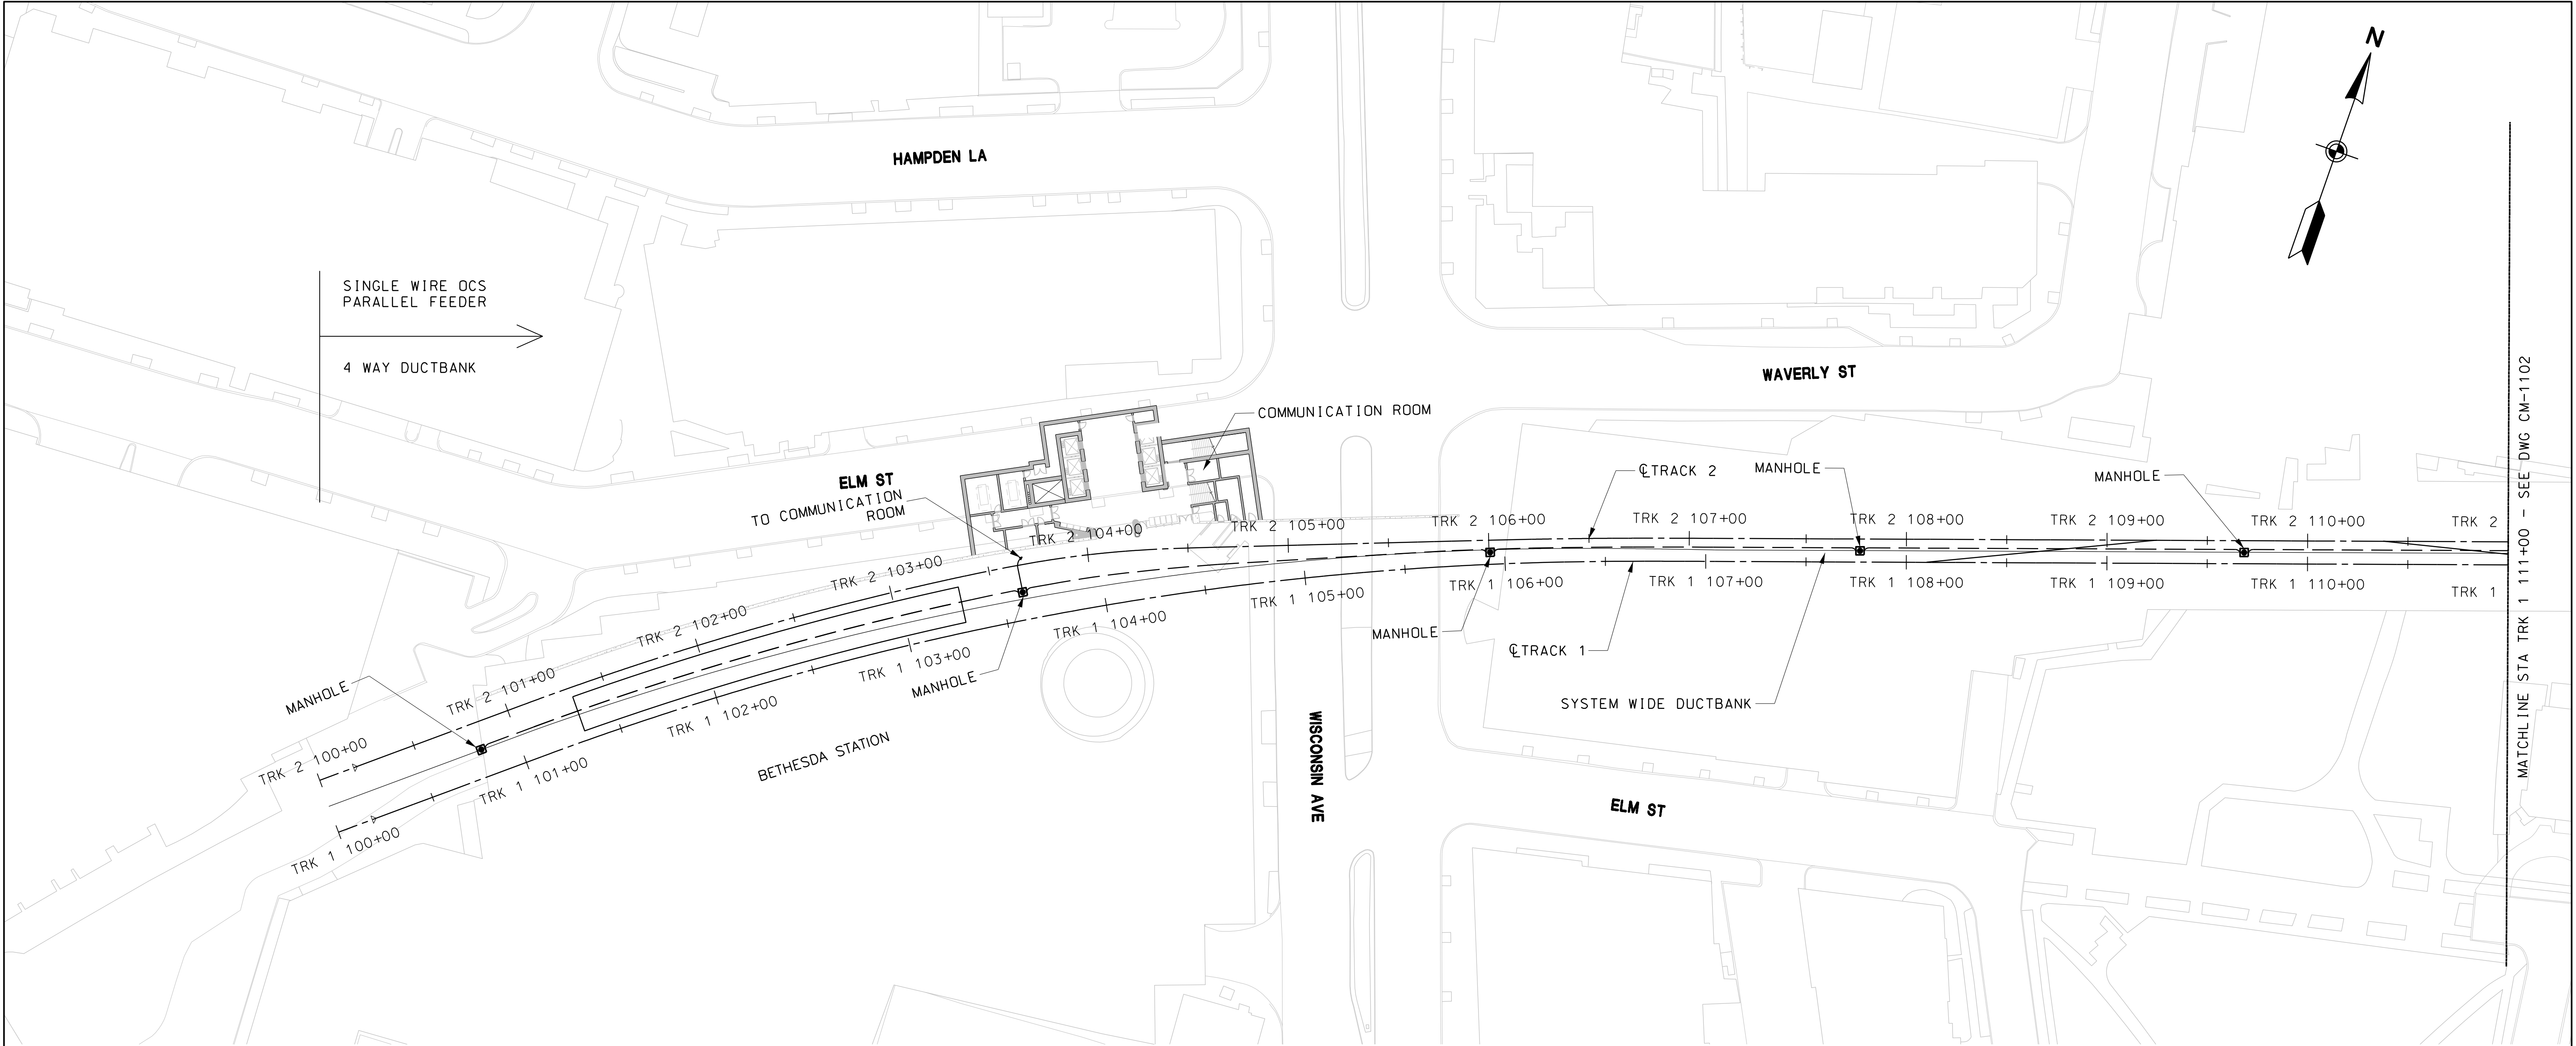 N
HAMPDEN LA
SINGLE WIRE OCS
PARALLEL FEEDER
4 WAY DUCTBANK
WAVERLY ST
COMMUNICATION ROOM
ELM ST
TO COMMUNICATION
ROOM
℄ TRACK 2
MANHOLE
MANHOLE
TRK 2 100+00
TRK 2 101+00
TRK 2 102+00
TRK 2 103+00
TRK 2 104+00
TRK 2 105+00
TRK 2 106+00
TRK 2 107+00
TRK 2 108+00
TRK 2 109+00
TRK 2 110+00
TRK 2
MANHOLE
TRK 1 100+00
TRK 1 101+00
TRK 1 102+00
TRK 1 103+00
TRK 1 104+00
TRK 1 105+00
TRK 1 106+00
TRK 1 107+00
TRK 1 108+00
TRK 1 109+00
TRK 1 110+00
TRK 1
MANHOLE
MANHOLE
℄ TRACK 1
SYSTEM WIDE DUCTBANK
BETHESDA STATION
WISCONSIN AVE
ELM ST
MATCHLINE STA TRK 1 111+00 - SEE DWG CM-1102